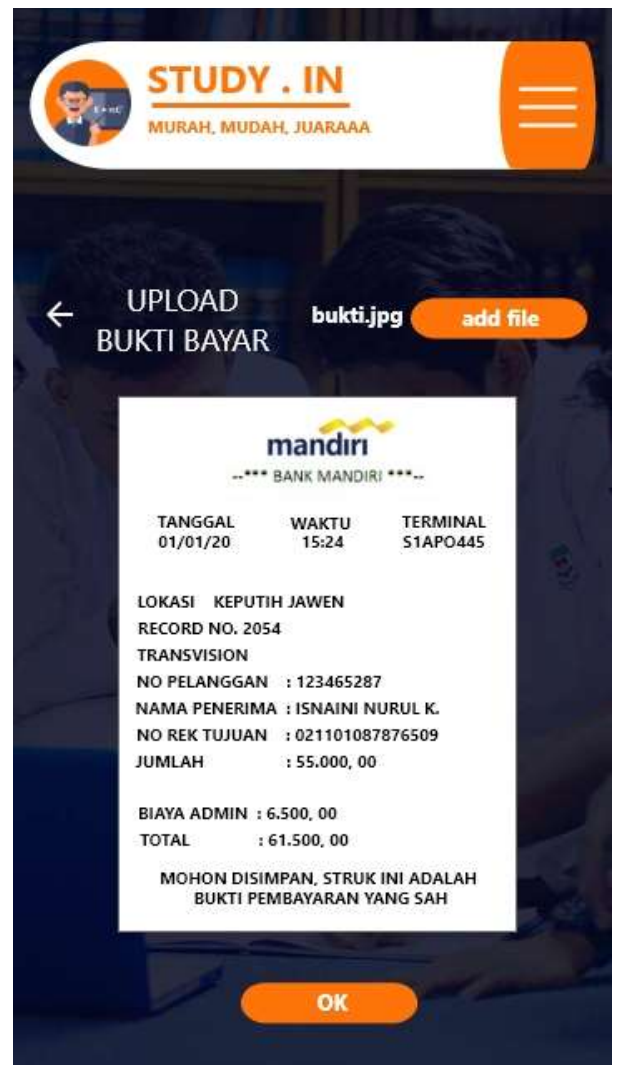 STUDY . IN
MURAH, MUDAH, JUARAAA
UPLOAD
BUKTI BAYAR
bukti.jpg
add file
mandırı
--*** BANK MANDIRI ***--
TANGGAL WAKTU TERMINAL
01/01/20 15:24 S1APO445
LOKASI KEPUTIH JAWEN
RECORD NO. 2054
TRANSVISION
NO PELANGGAN : 123465287
NAMA PENERIMA : ISNAINI NURUL K.
NO REK TUJUAN : 021101087876509
JUMLAH : 55.000, 00
BIAYA ADMIN : 6.500, 00
TOTAL : 61.500, 00
MOHON DISIMPAN, STRUK INI ADALAH
BUKTI PEMBAYARAN YANG SAH
OK